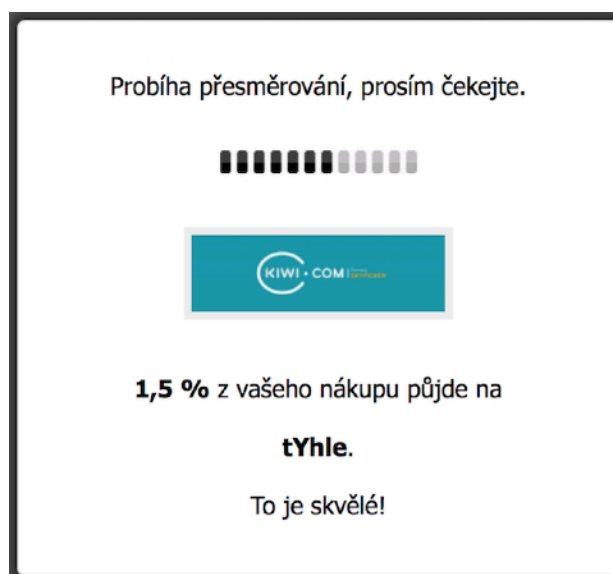 Probíha přesměrování, prosím čekejte.
KIWI.COM
1,5 % z vašeho nákupu půjde na
tYhle.
To je skvělé!